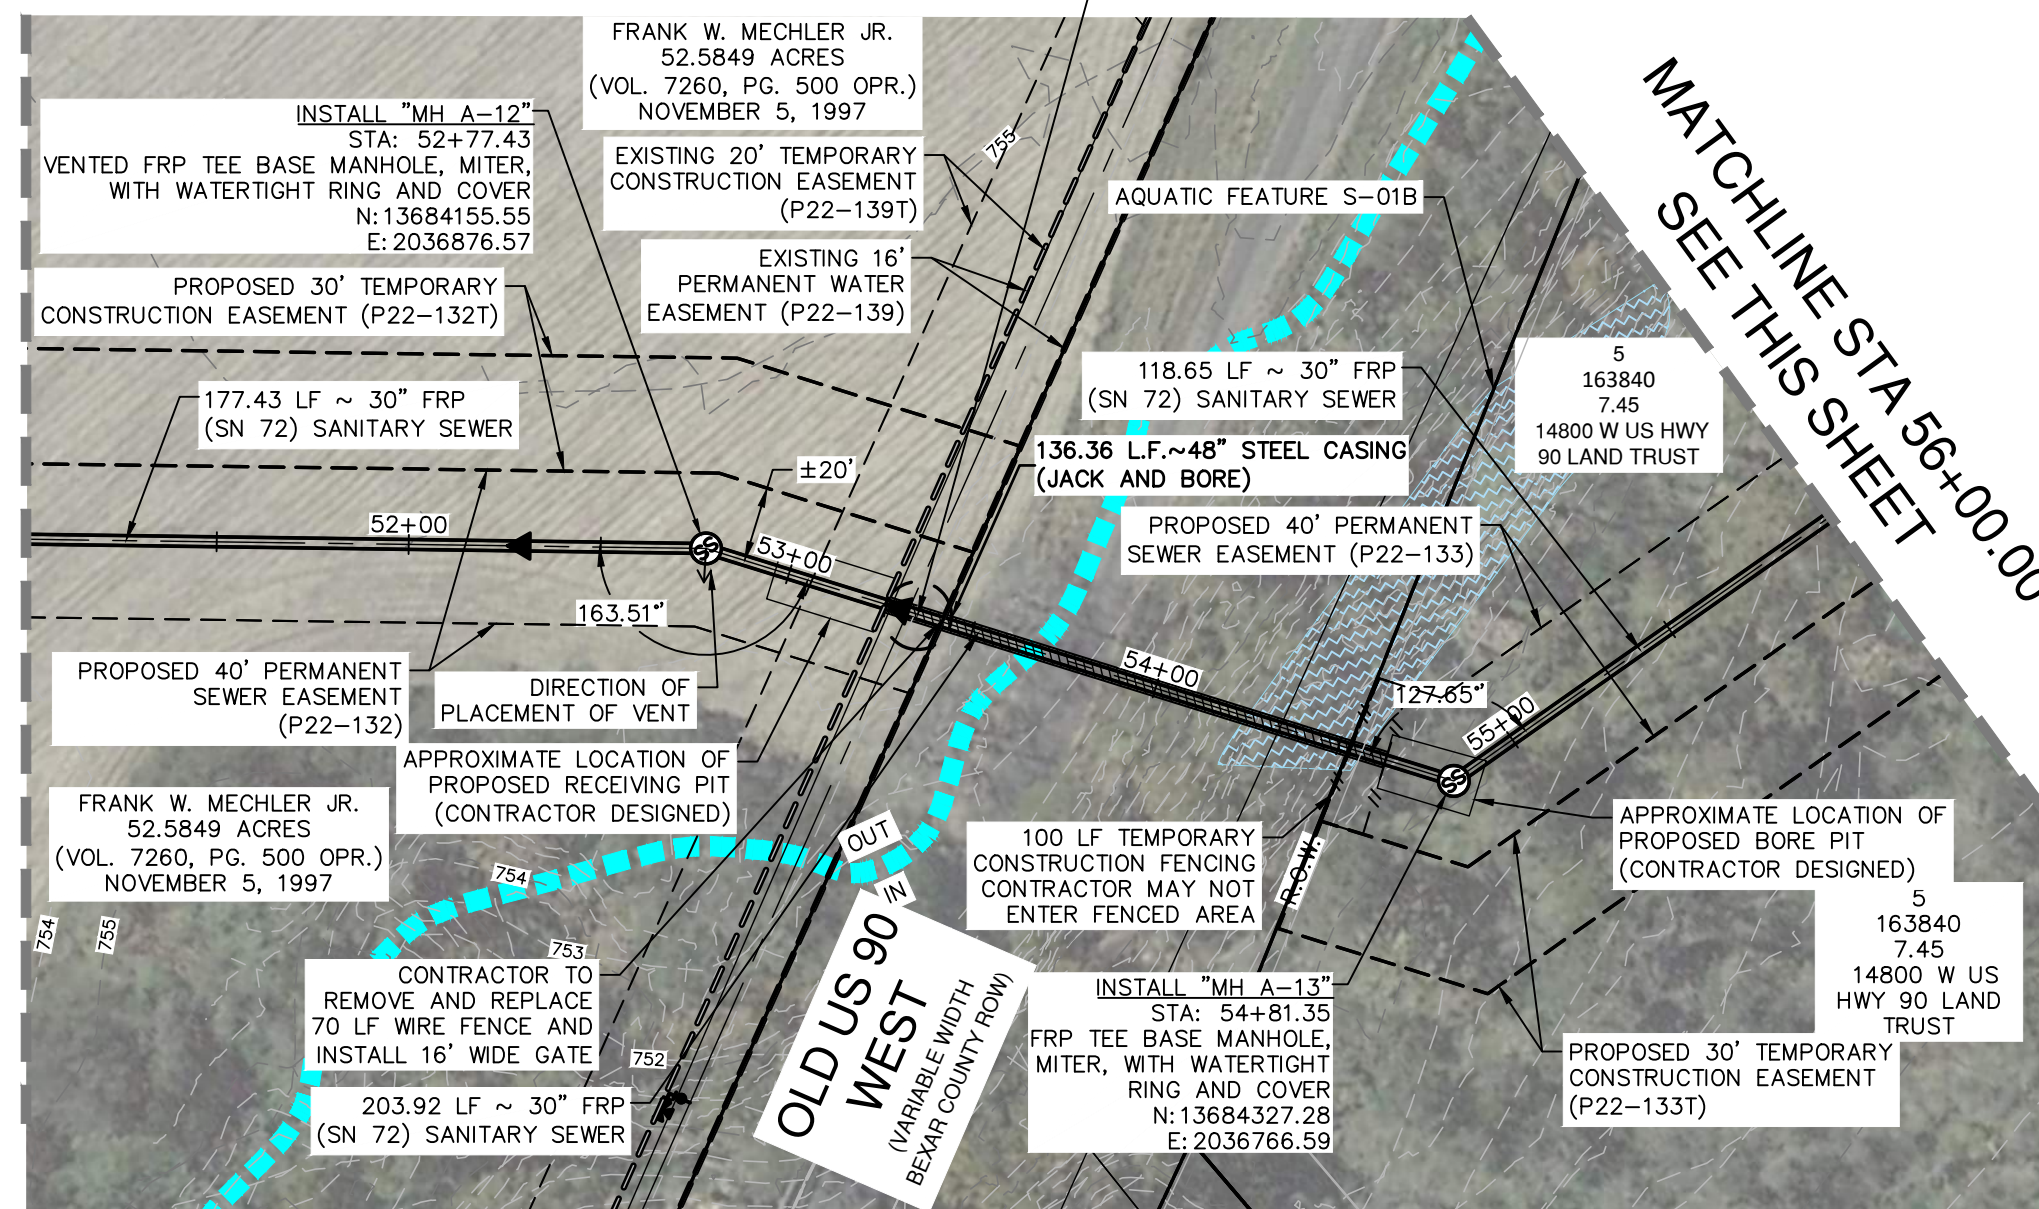 FRANK W. MECHLER JR.
52.5849 ACRES
(VOL. 7260, PG. 500 OPR.)
NOVEMBER 5, 1997
INSTALL "MH A-12"
STA: 52+77.43
VENTED FRP TEE BASE MANHOLE, MITER,
WITH WATERTIGHT RING AND COVER
N:13684155.55
E:2036876.57
EXISTING 20' TEMPORARY
CONSTRUCTION EASEMENT
(P22-139T)
755
AQUATIC FEATURE S-01B
MATCHLINE STA 56+00.00
SEE THIS SHEET
EXISTING 16'
PERMANENT WATER
EASEMENT (P22-139)
PROPOSED 30' TEMPORARY
CONSTRUCTION EASEMENT (P22-132T)
177.43 LF ~ 30" FRP
(SN 72) SANITARY SEWER
118.65 LF ~ 30" FRP
(SN 72) SANITARY SEWER
5
163840
7.45
14800 W US HWY
90 LAND TRUST
136.36 L.F.~48" STEEL CASING
(JACK AND BORE)
±20'
52+00
SS
53+00
PROPOSED 40' PERMANENT
SEWER EASEMENT (P22-133)
163.51°'
54+00
127.65°'
55+00
SS
PROPOSED 40' PERMANENT
SEWER EASEMENT
(P22-132)
DIRECTION OF
PLACEMENT OF VENT
APPROXIMATE LOCATION OF
PROPOSED RECEIVING PIT
(CONTRACTOR DESIGNED)
FRANK W. MECHLER JR.
52.5849 ACRES
(VOL. 7260, PG. 500 OPR.)
NOVEMBER 5, 1997
754
OUT
IN
100 LF TEMPORARY
CONSTRUCTION FENCING
CONTRACTOR MAY NOT
ENTER FENCED AREA
R.O.W.
APPROXIMATE LOCATION OF
PROPOSED BORE PIT
(CONTRACTOR DESIGNED)
5
163840
7.45
14800 W US
HWY 90 LAND
TRUST
754
755
753
CONTRACTOR TO
REMOVE AND REPLACE
70 LF WIRE FENCE AND
INSTALL 16' WIDE GATE
752
OLD US 90
WEST
(VARIABLE WIDTH
BEXAR COUNTY ROW)
INSTALL "MH A-13"
STA: 54+81.35
FRP TEE BASE MANHOLE,
MITER, WITH WATERTIGHT
RING AND COVER
N:13684327.28
E:2036766.59
PROPOSED 30' TEMPORARY
CONSTRUCTION EASEMENT
(P22-133T)
203.92 LF ~ 30" FRP
(SN 72) SANITARY SEWER